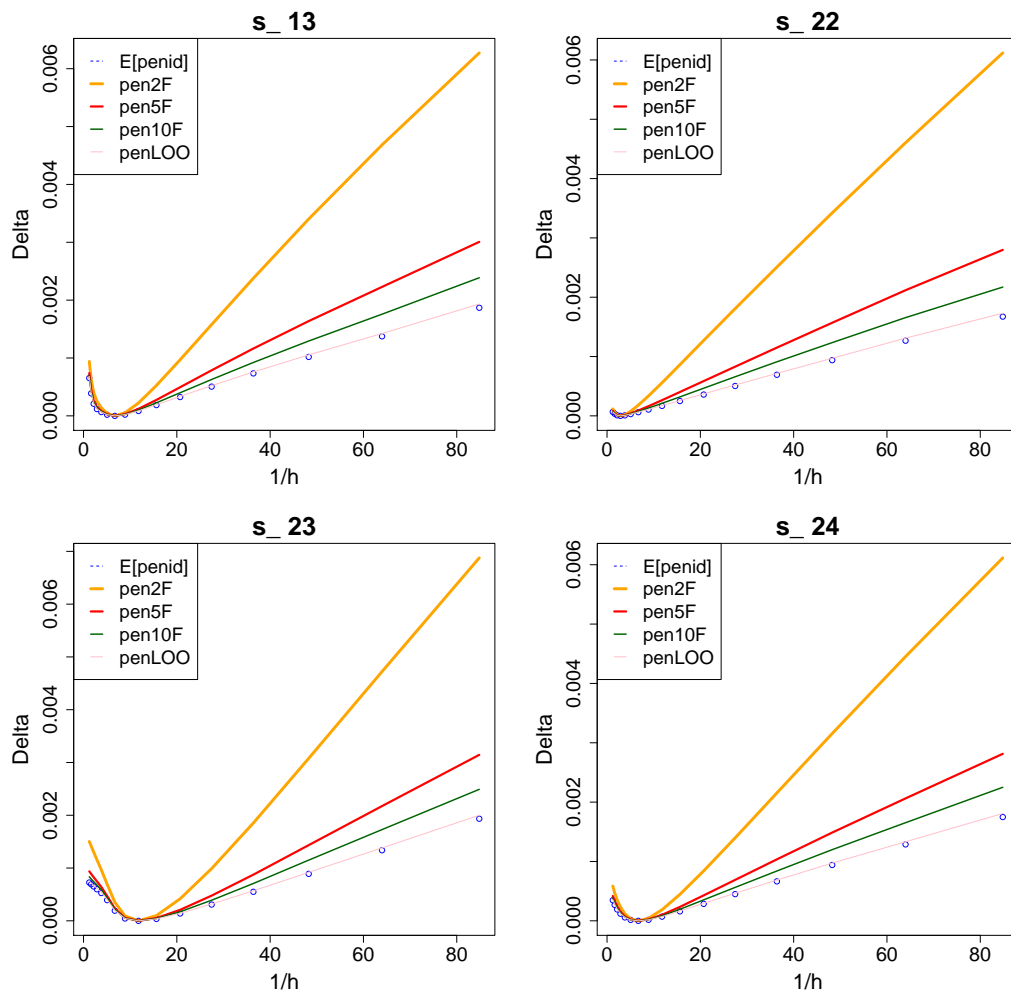 s_ 13
E[penid]
pen2F
pen5F
pen10F
penLOO
Delta
0.006
0.004
0.002
0.000
0 20 40 60 80
1/h
s_ 22
E[penid]
pen2F
pen5F
pen10F
penLOO
Delta
0.006
0.004
0.002
0.000
0 20 40 60 80
1/h
s_ 23
E[penid]
pen2F
pen5F
pen10F
penLOO
Delta
0.006
0.004
0.002
0.000
0 20 40 60 80
1/h
s_ 24
E[penid]
pen2F
pen5F
pen10F
penLOO
Delta
0.006
0.004
0.002
0.000
0 20 40 60 80
1/h